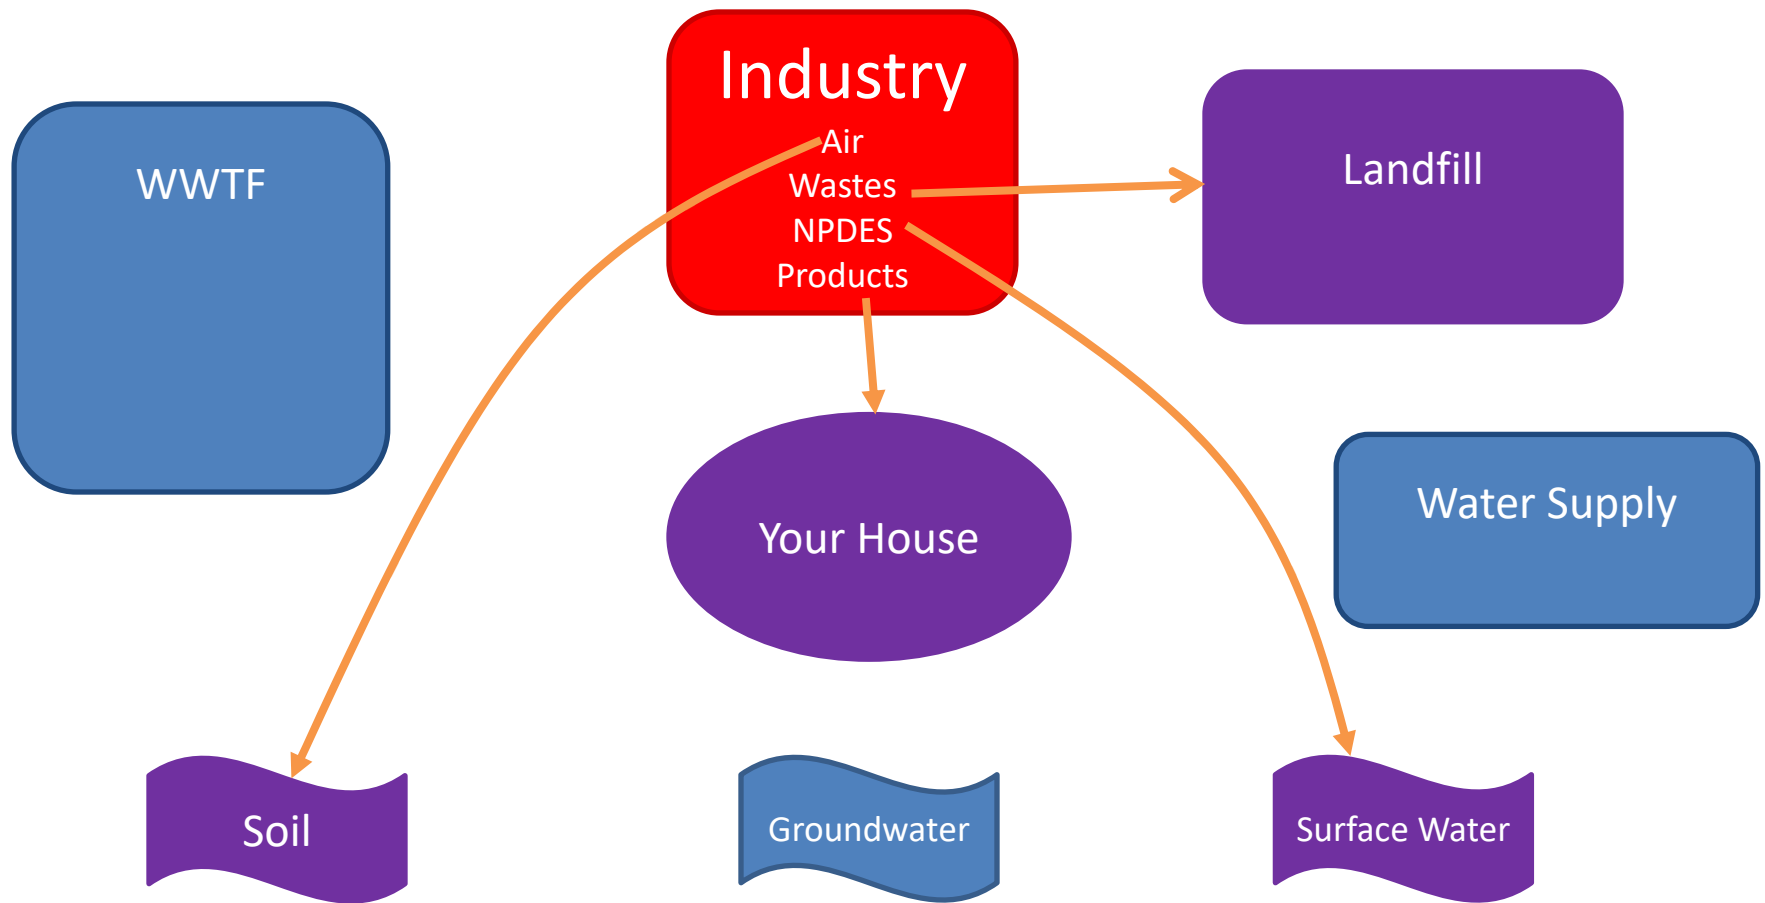 Industry
Air
Wastes
NPDES
Products
WWTF
Landfill
Your House
Water Supply
Soil
Groundwater
Surface Water